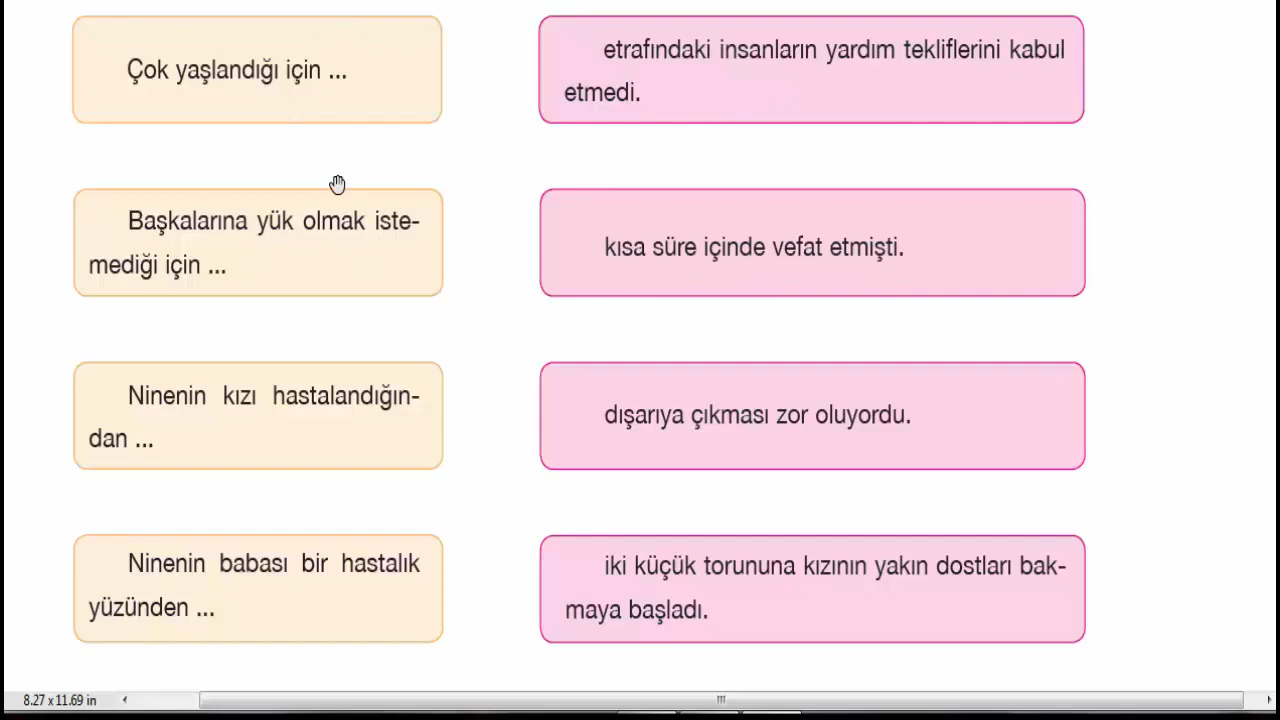 Çok yaşlandığı için ...
etrafındaki insanların yardım tekliflerini kabul
etmedi.
Başkalarına yük olmak iste-
mediği için ...
kısa süre içinde vefat etmişti.
Ninenin kızı hastalandığın-
dan ...
dışarıya çıkması zor oluyordu.
Ninenin babası bir hastalık
yüzünden ...
iki küçük torununa kızının yakın dostları bak-
maya başladı.
8.27 x 11.69 in